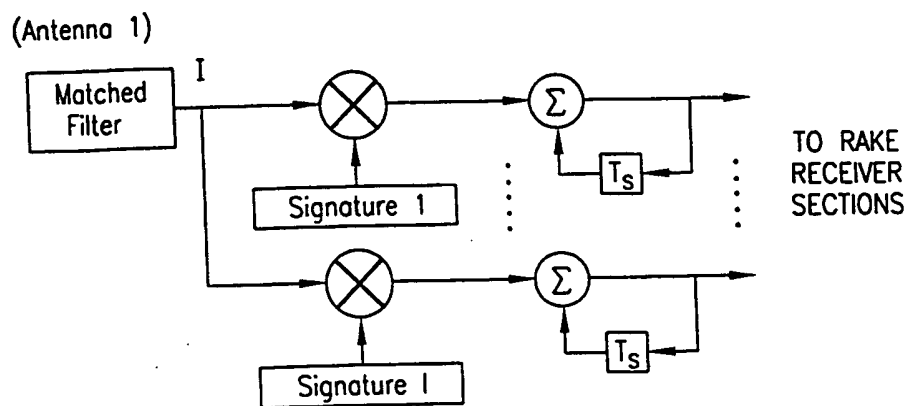 (Antenna 1)
I
Matched
Filter
Σ
T_s
TO RAKE
RECEIVER
SECTIONS
Signature 1
Σ
T_s
Signature I